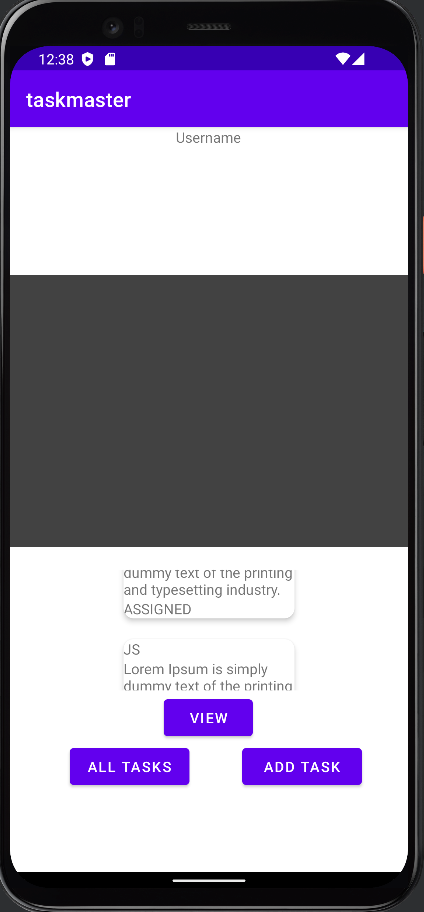 12:38
taskmaster
Username
dummy text of the printing
and typesetting industry.
ASSIGNED
JS
Lorem Ipsum is simply
dummy text of the printing
VIEW
ALL TASKS
ADD TASK